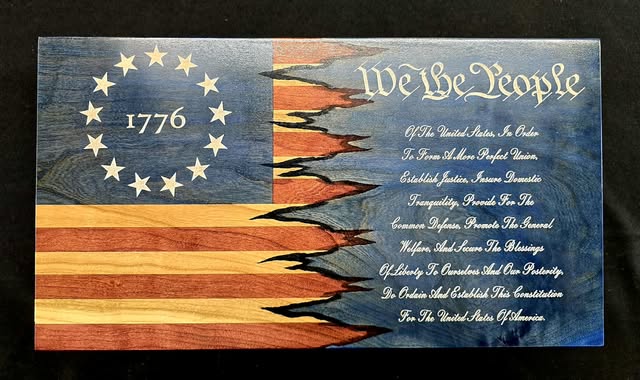 1776
We The People
Of The United States, In Order
To Form A More Perfect Union,
Establish Justice, Insure Domestic
Tranquility, Provide For The
Common Defense, Promote The General
Welfare, And Secure The Blessings
Of Liberty To Ourselves And Our Posterity,
Do Ordain And Establish This Constitution
For The United States Of America.